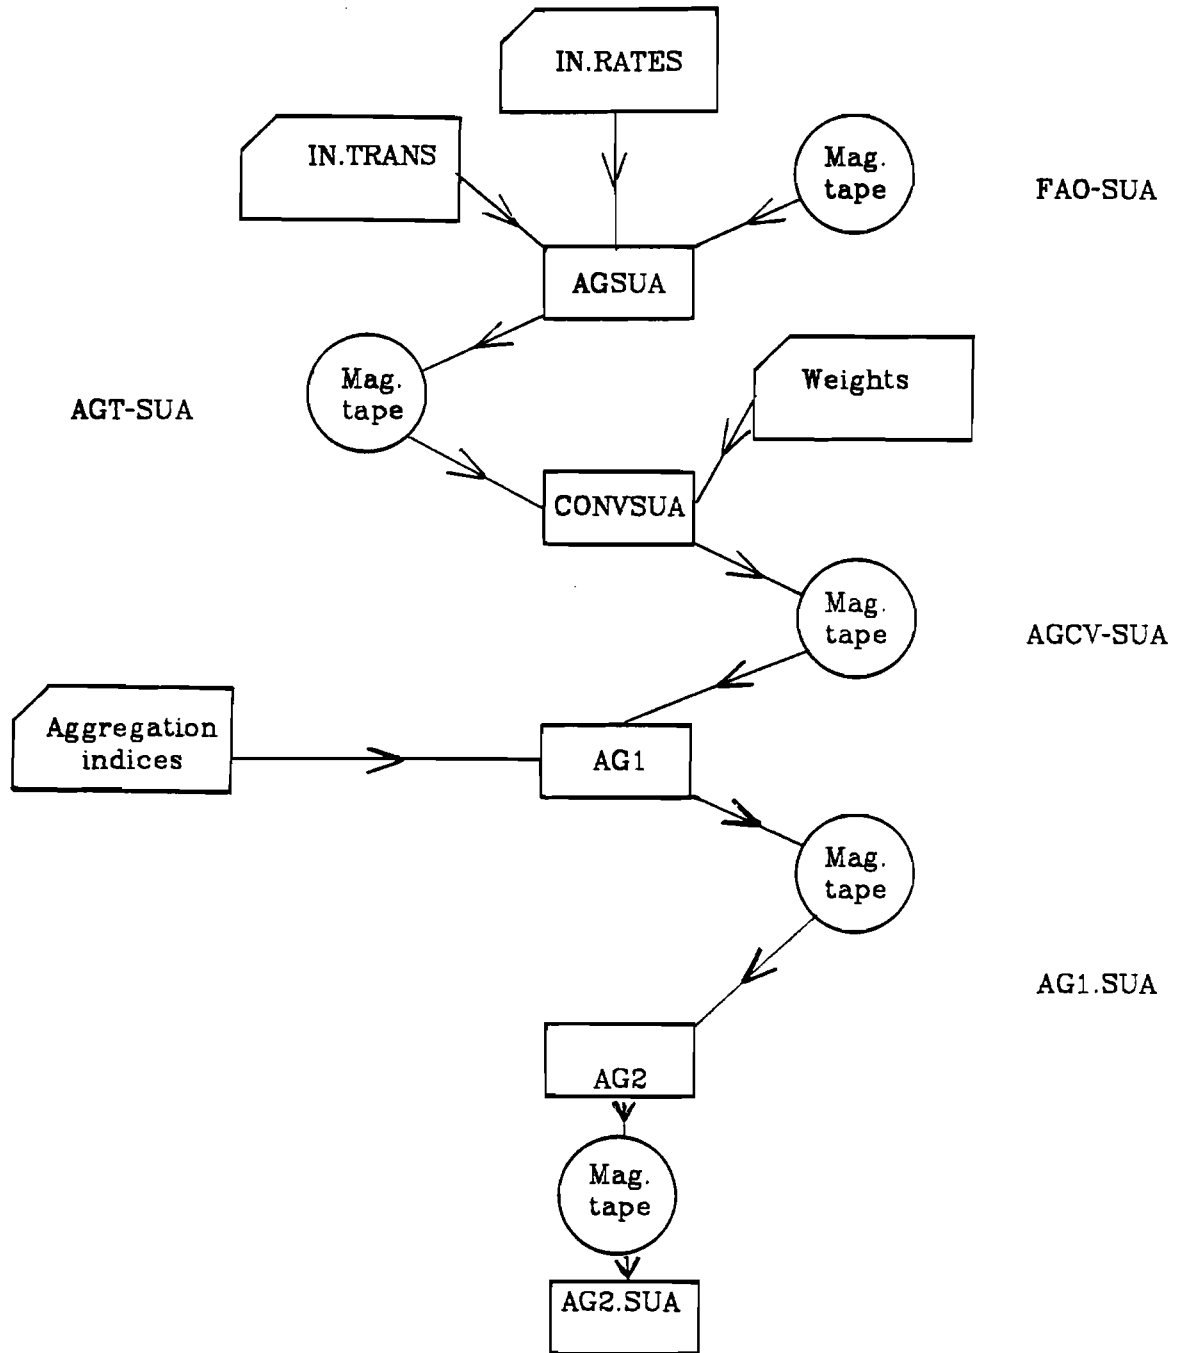 IN.RATES
IN.TRANS
Mag.
tape
FAO-SUA
AGSUA
Mag.
tape
AGT-SUA
Weights
CONVSUA
Mag.
tape
AGCV-SUA
Aggregation
indices
AG1
Mag.
tape
AG1.SUA
AG2
Mag.
tape
AG2.SUA